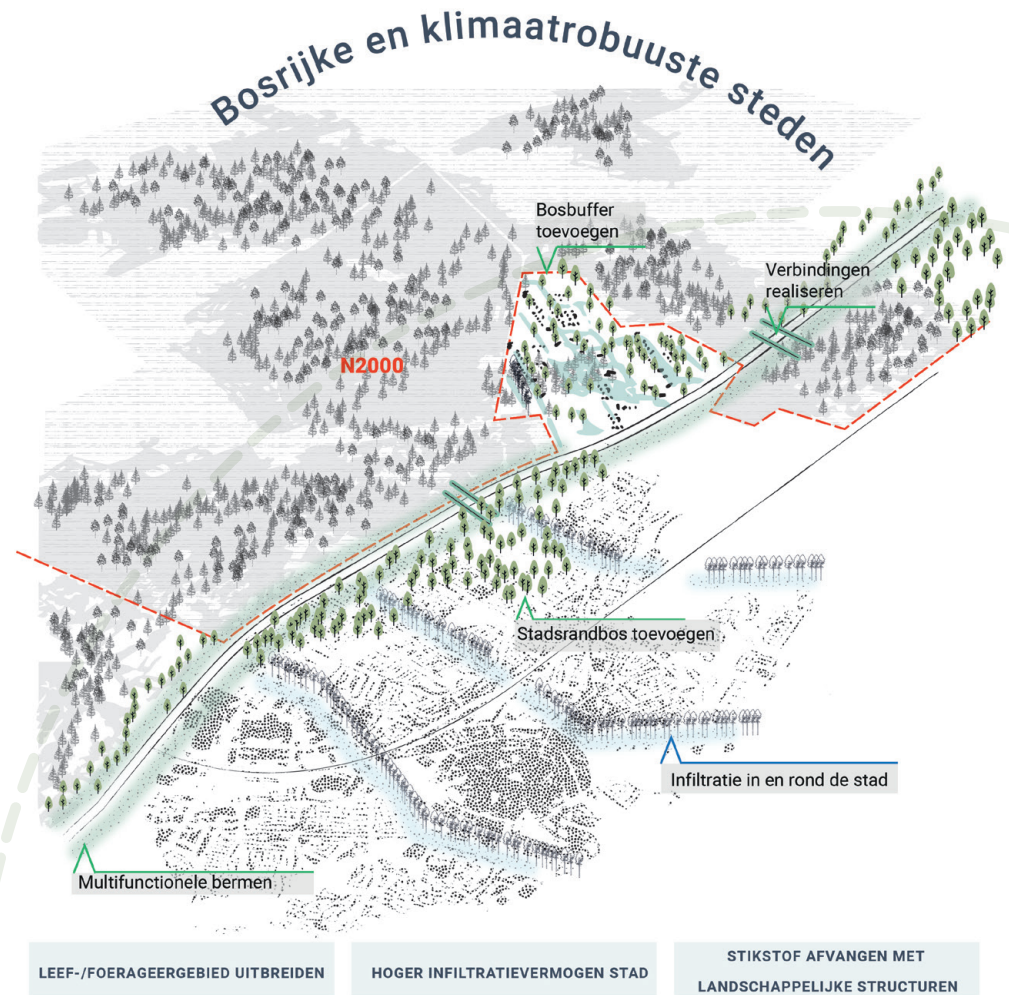 Bosrijke en klimaatrobuuste steden
Bosbuffer
toevoegen
Verbindingen
realiseren
N2000
Stadsrandbos toevoegen
Infiltratie in en rond de stad
Multifunctionele bermen
LEEF-/FOERAGEERGEBIED UITBREIDEN
HOGER INFILTRATIEVERMOGEN STAD
STIKSTOF AFVANGEN MET
LANDSCHAPPELIJKE STRUCTUREN